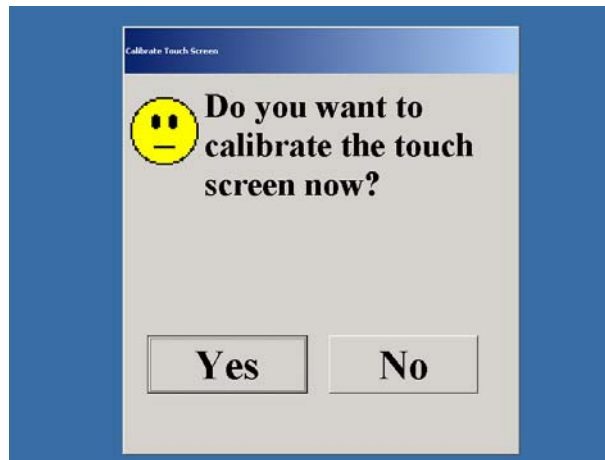 Calibrate Touch Screen
Do you want to
calibrate the touch
screen now?
Yes No